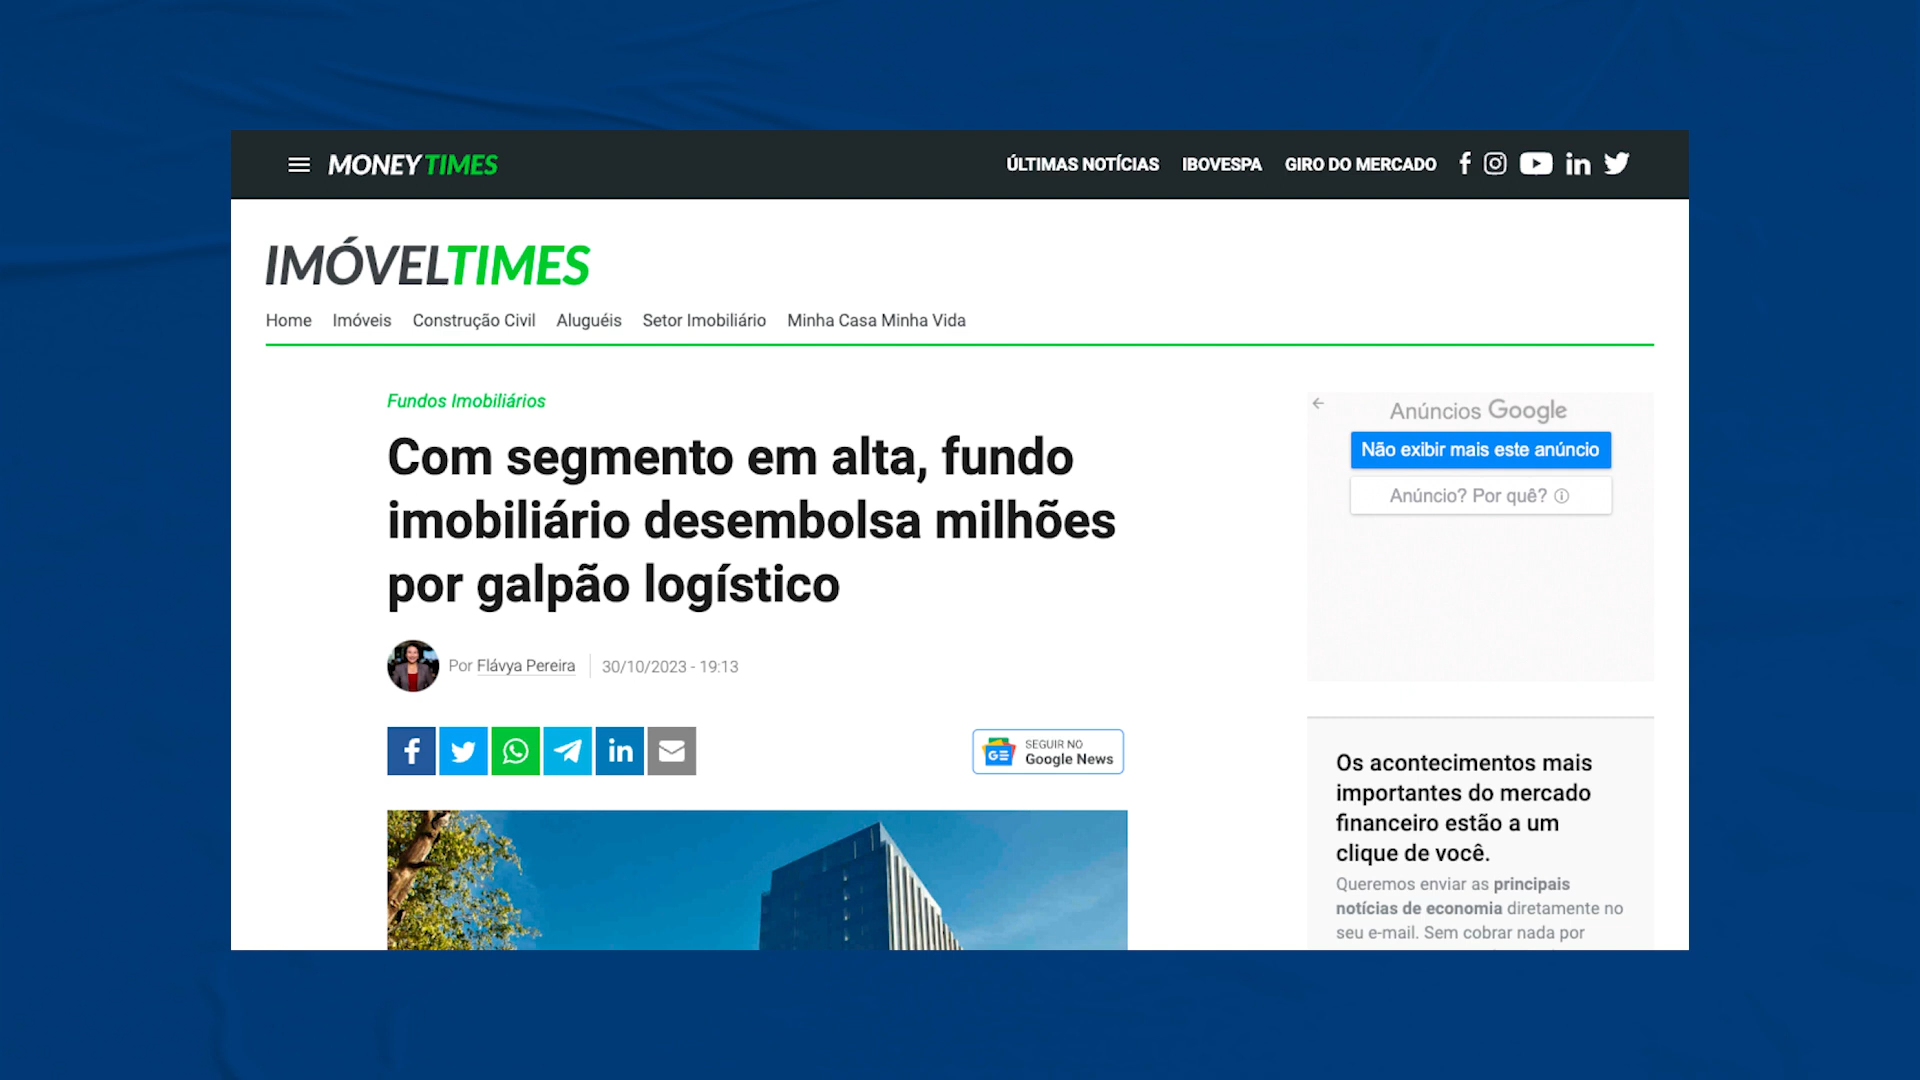 MONEYTIMES
ÚLTIMAS NOTÍCIAS IBOVESPA GIRO DO MERCADO
IMÓVELTIMES
Home Imóveis Construção Civil Aluguéis Setor Imobiliário Minha Casa Minha Vida
Fundos Imobiliários
Com segmento em alta, fundo
imobiliário desembolsa milhões
por galpão logístico
Por Flávya Pereira 30/10/2023 - 19:13
SEGUIR NO
Google News
Anúncios Google
Não exibir mais este anúncio
Anúncio? Por quê?
Os acontecimentos mais
importantes do mercado
financeiro estão a um
clique de você.
Queremos enviar as principais
notícias de economia diretamente no
seu e-mail. Sem cobrar nada por